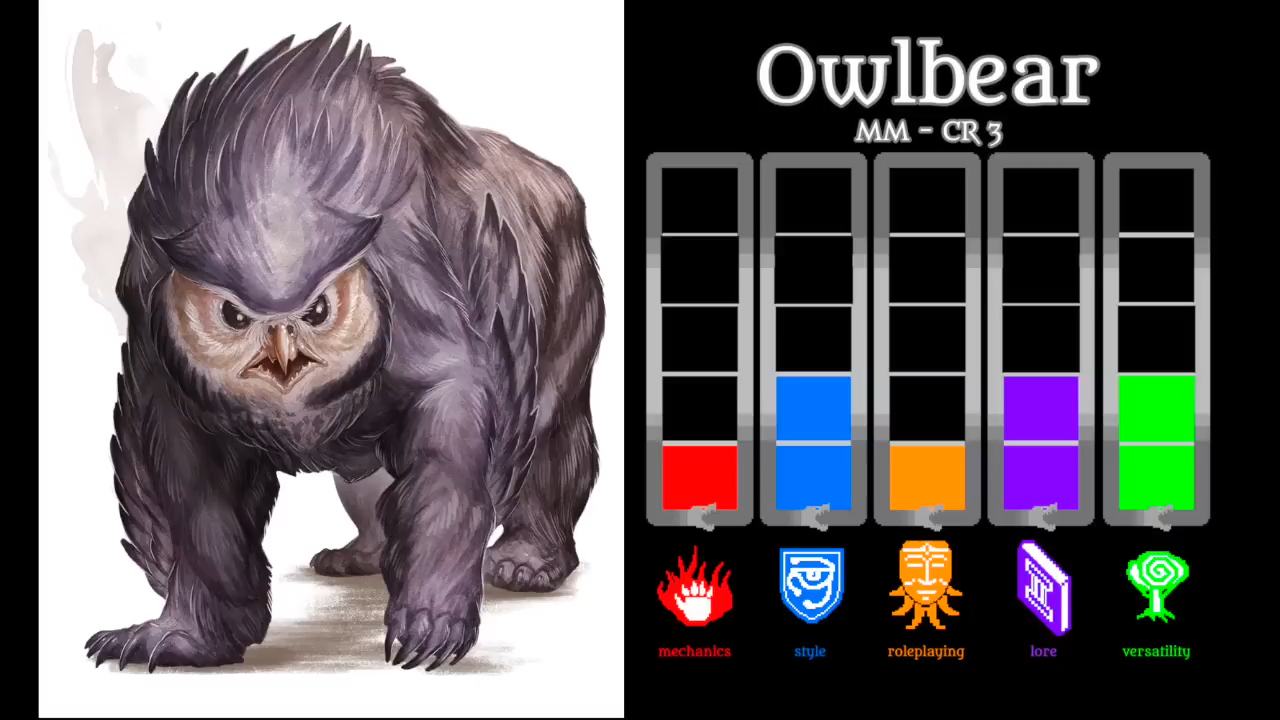 Owlbear
MM - CR 3
mechanics
style
roleplaying
lore
versatility